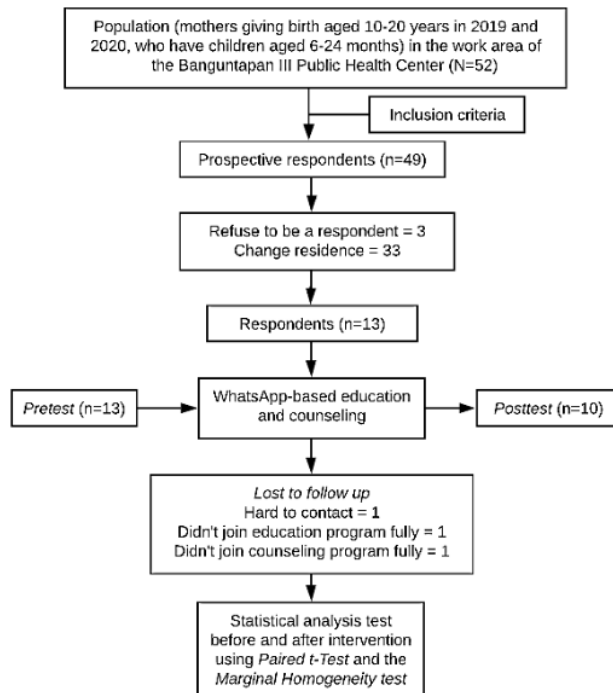 Population (mothers giving birth aged 10-20 years in 2019 and
2020, who have children aged 6-24 months) in the work area of
the Banguntapan III Public Health Center (N=52)
Inclusion criteria
Prospective respondents (n=49)
Refuse to be a respondent = 3
Change residence = 33
Respondents (n=13)
Pretest (n=13)
WhatsApp-based education
and counseling
Posttest (n=10)
Lost to follow up
Hard to contact = 1
Didn't join education program fully = 1
Didn't join counseling program fully = 1
Statistical analysis test
before and after intervention
using Paired t-Test and the
Marginal Homogeneity test